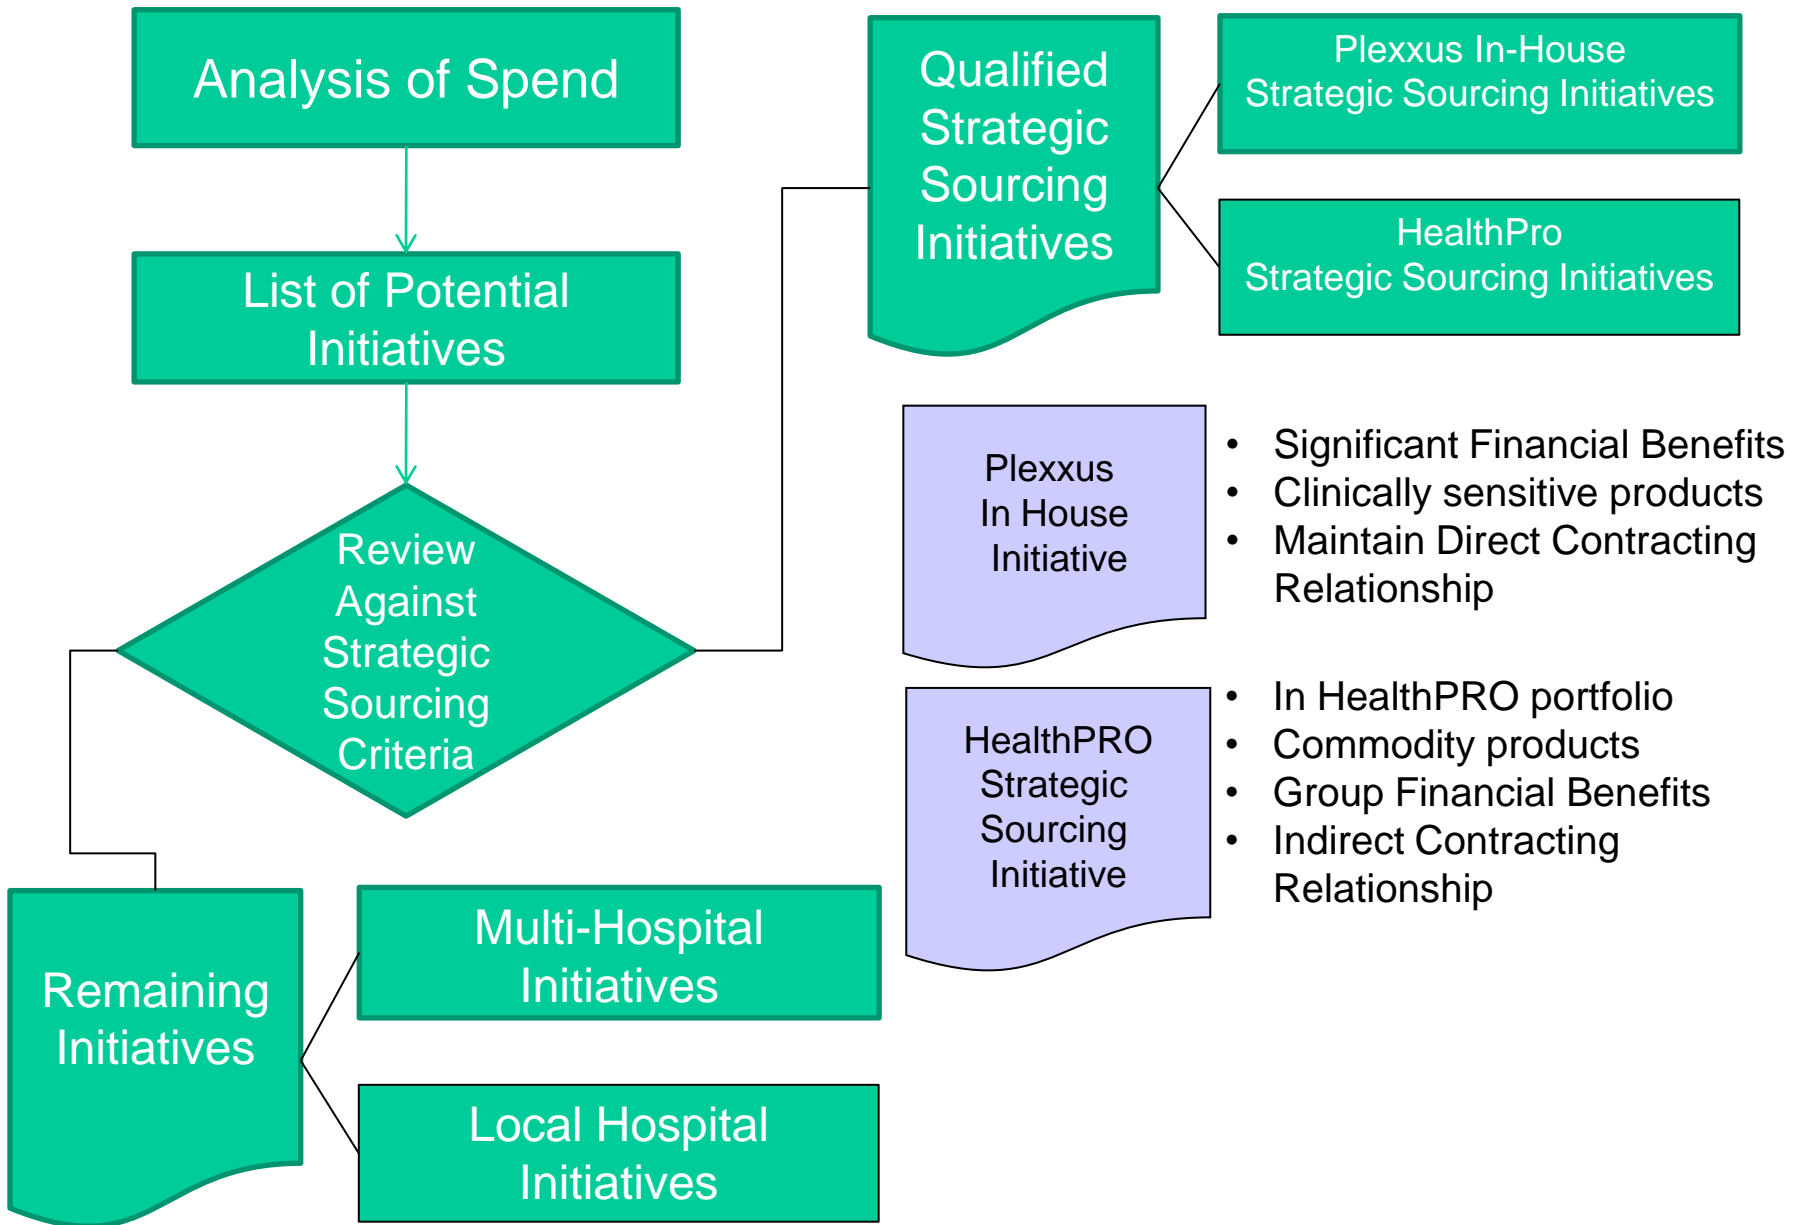 Analysis of Spend
List of Potential
Initiatives
Review
Against
Strategic
Sourcing
Criteria
Qualified
Strategic
Sourcing
Initiatives
Plexxus In-House
Strategic Sourcing Initiatives
HealthPro
Strategic Sourcing Initiatives
Plexxus
In House
Initiative
• Significant Financial Benefits
• Clinically sensitive products
• Maintain Direct Contracting
Relationship
HealthPRO
Strategic
Sourcing
Initiative
• In HealthPRO portfolio
• Commodity products
• Group Financial Benefits
• Indirect Contracting
Relationship
Remaining
Initiatives
Multi-Hospital
Initiatives
Local Hospital
Initiatives